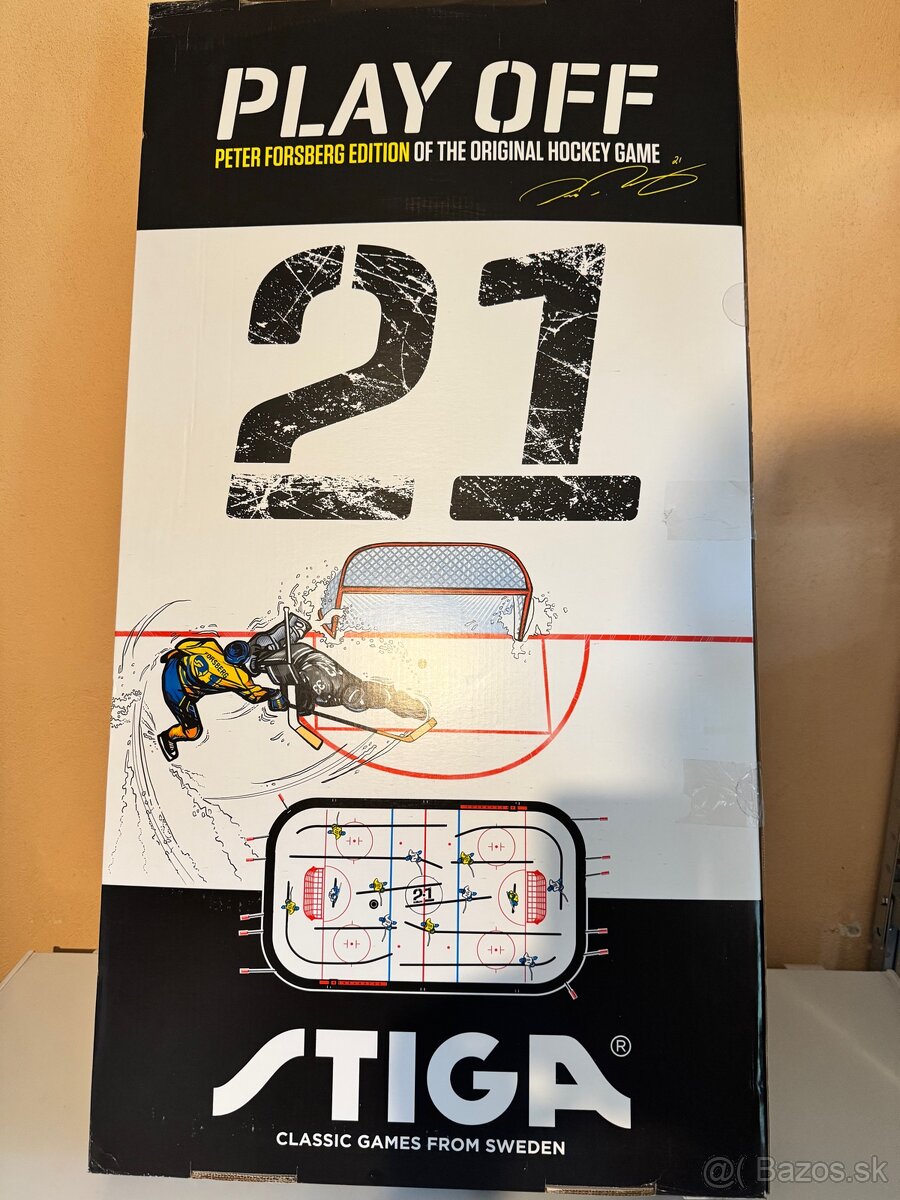 PLAY OFF
PETER FORSBERG EDITION OF THE ORIGINAL HOCKEY GAME
21
21
FORSBERG
21
STIGA®
CLASSIC GAMES FROM SWEDEN
@( Bazos.sk